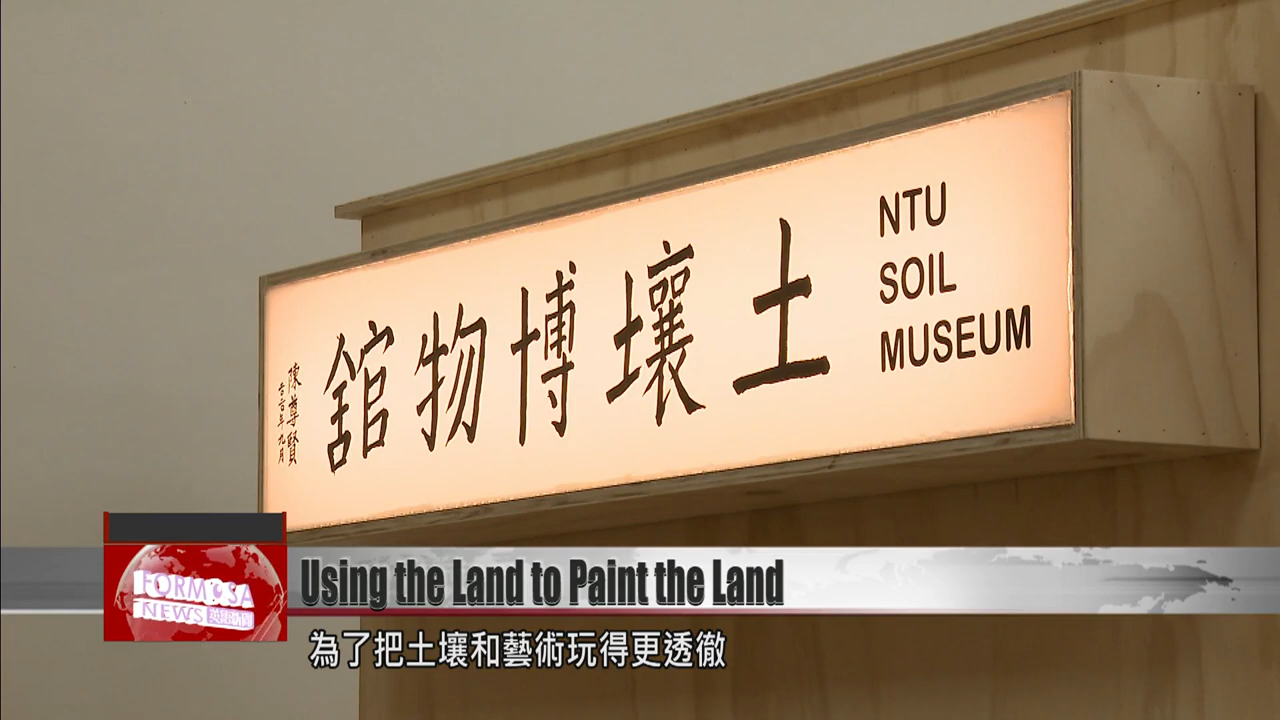 土壤博物館
NTU
SOIL
MUSEUM
陳尊賢
FORMOSA
NEWS
Using the Land to Paint the Land
為了把土壤和藝術玩得更透徹